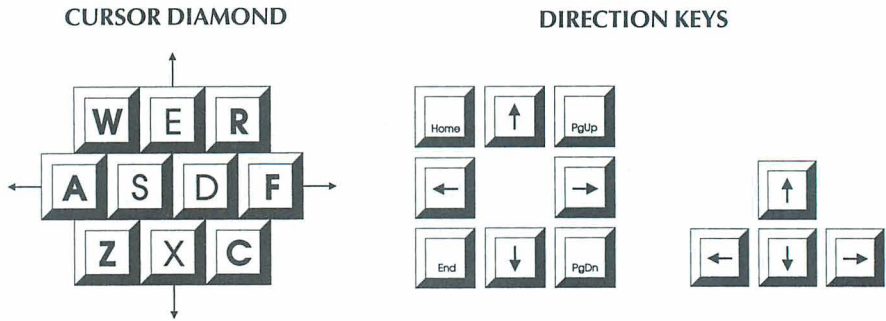 CURSOR DIAMOND
W E R
A S D F
Z X C
DIRECTION KEYS
Home ↑ PgUp
← →
End ↓ PgDn
↑
← ↓ →